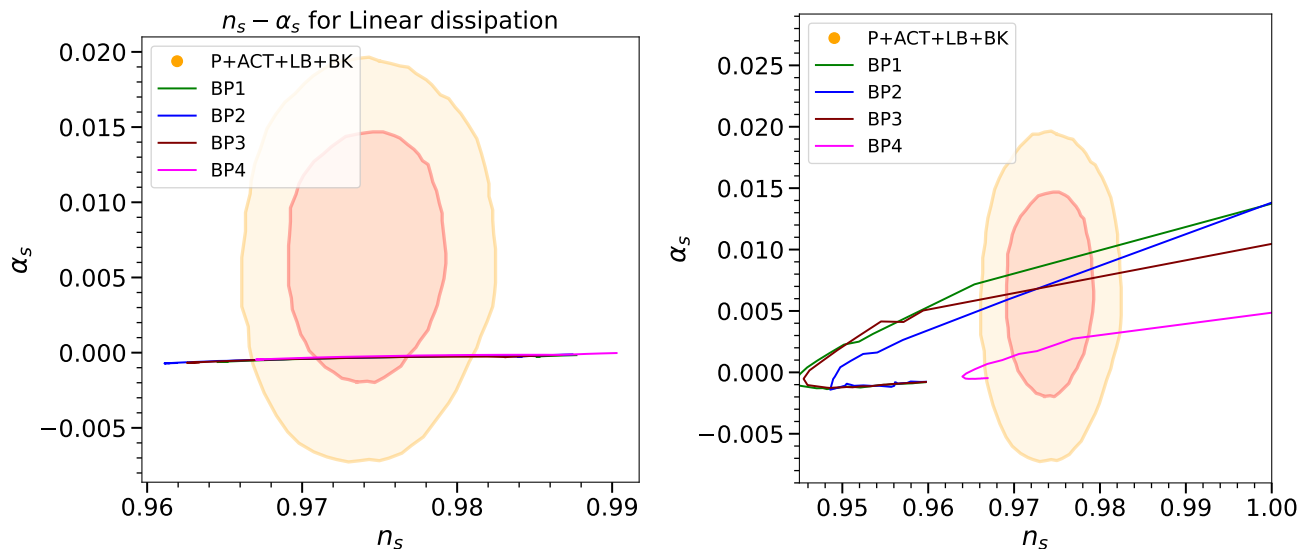 n_s − α_s for Linear dissipation
P+ACT+LB+BK
BP1
BP2
BP3
BP4
0.020
0.015
0.010
0.005
0.000
−0.005
α_s
0.96
0.97
0.98
0.99
n_s
P+ACT+LB+BK
BP1
BP2
BP3
BP4
0.025
0.020
0.015
0.010
0.005
0.000
−0.005
α_s
0.95
0.96
0.97
0.98
0.99
1.00
n_s